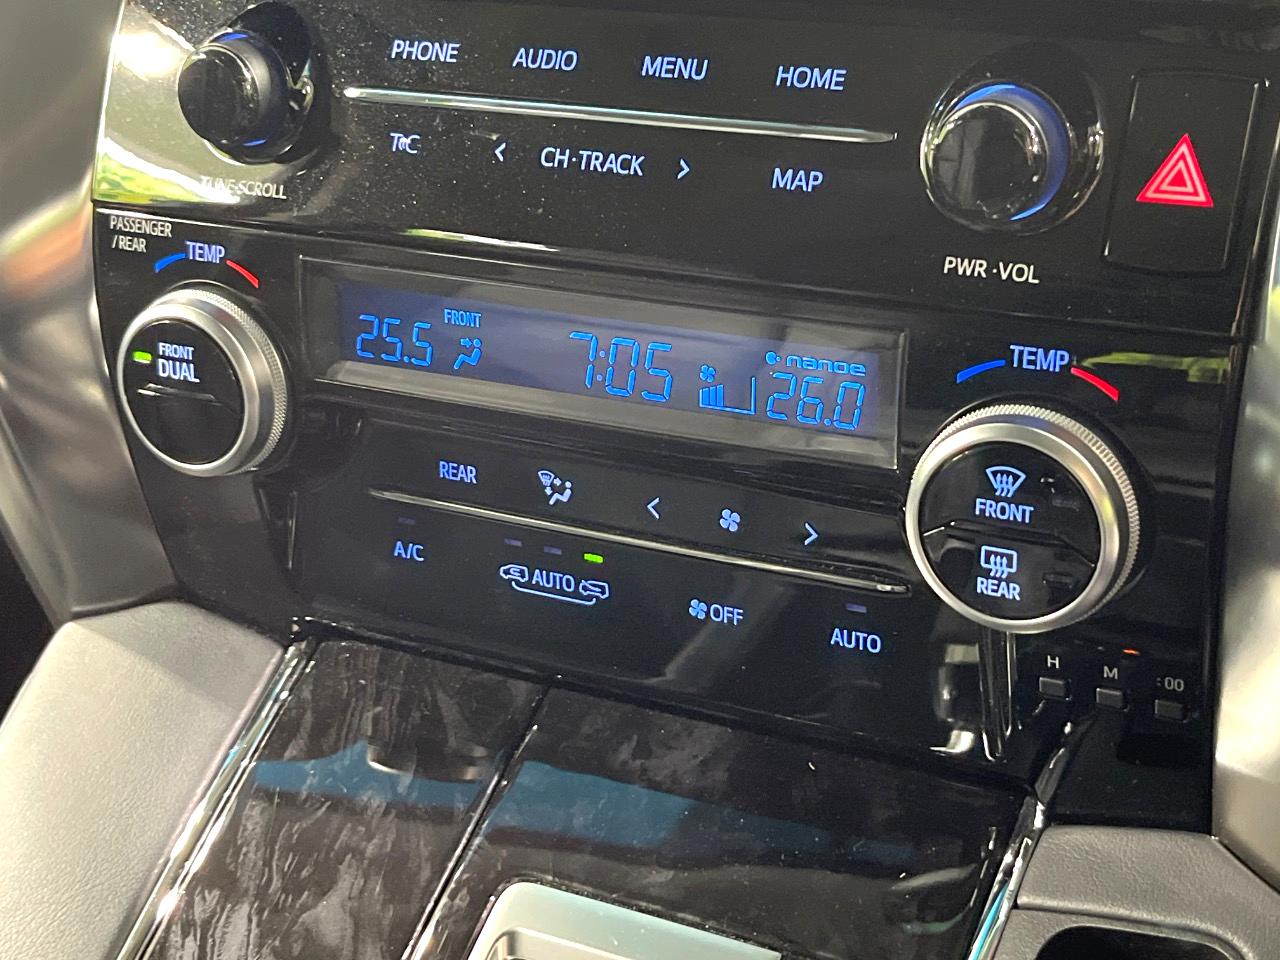 PHONE AUDIO MENU HOME
T C < CH·TRACK > MAP
TUNE·SCROLL
PWR·VOL
PASSENGER
/REAR
TEMP
FRONT
DUAL
FRONT
25.5 7:05 nanoe
26.0
TEMP
REAR < >
FRONT
REAR
A/C AUTO OFF AUTO
H M :00